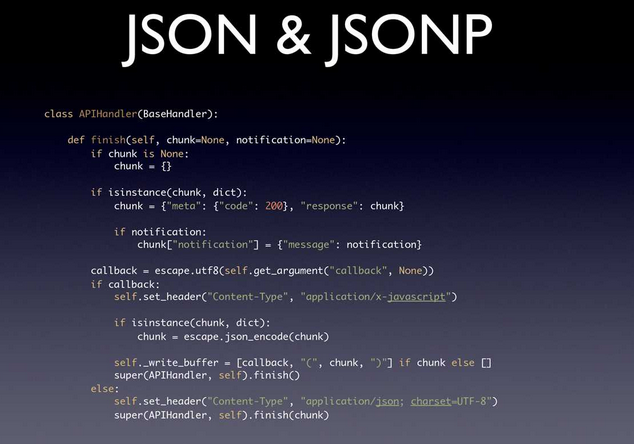 JSON & JSONP
class APIHandler(BaseHandler):
def finish(self, chunk=None, notification=None):
if chunk is None:
chunk = {}
if isinstance(chunk, dict):
chunk = {"meta": {"code": 200}, "response": chunk}
if notification:
chunk["notification"] = {"message": notification}
callback = escape.utf8(self.get_argument("callback", None))
if callback:
self.set_header("Content-Type", "application/x-javascript")
if isinstance(chunk, dict):
chunk = escape.json_encode(chunk)
self._write_buffer = [callback, "(", chunk, ")"] if chunk else []
super(APIHandler, self).finish()
else:
self.set_header("Content-Type", "application/json; charset=UTF-8")
super(APIHandler, self).finish(chunk)